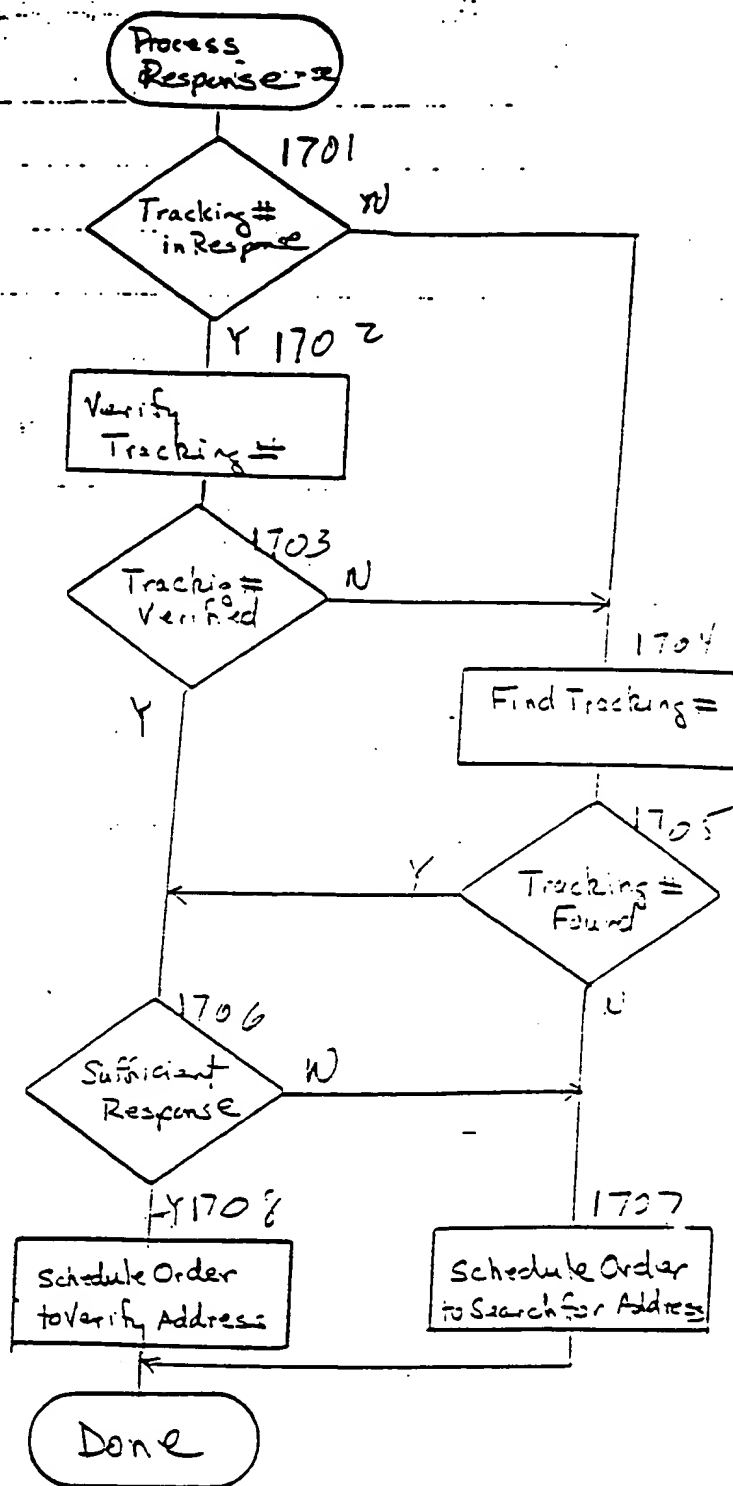 Process
Response
1701
Tracking #
in Response
N
Y
1702
Verify
Tracking #
1703
Trackig #
Verified
N
Y
1704
Find Tracking #
1705
Tracking #
Found
Y
N
1706
Sufficient
Response
N
Y
1708
Schedule Order
to Verify Address
1707
Schedule Order
to Search for Address
Done